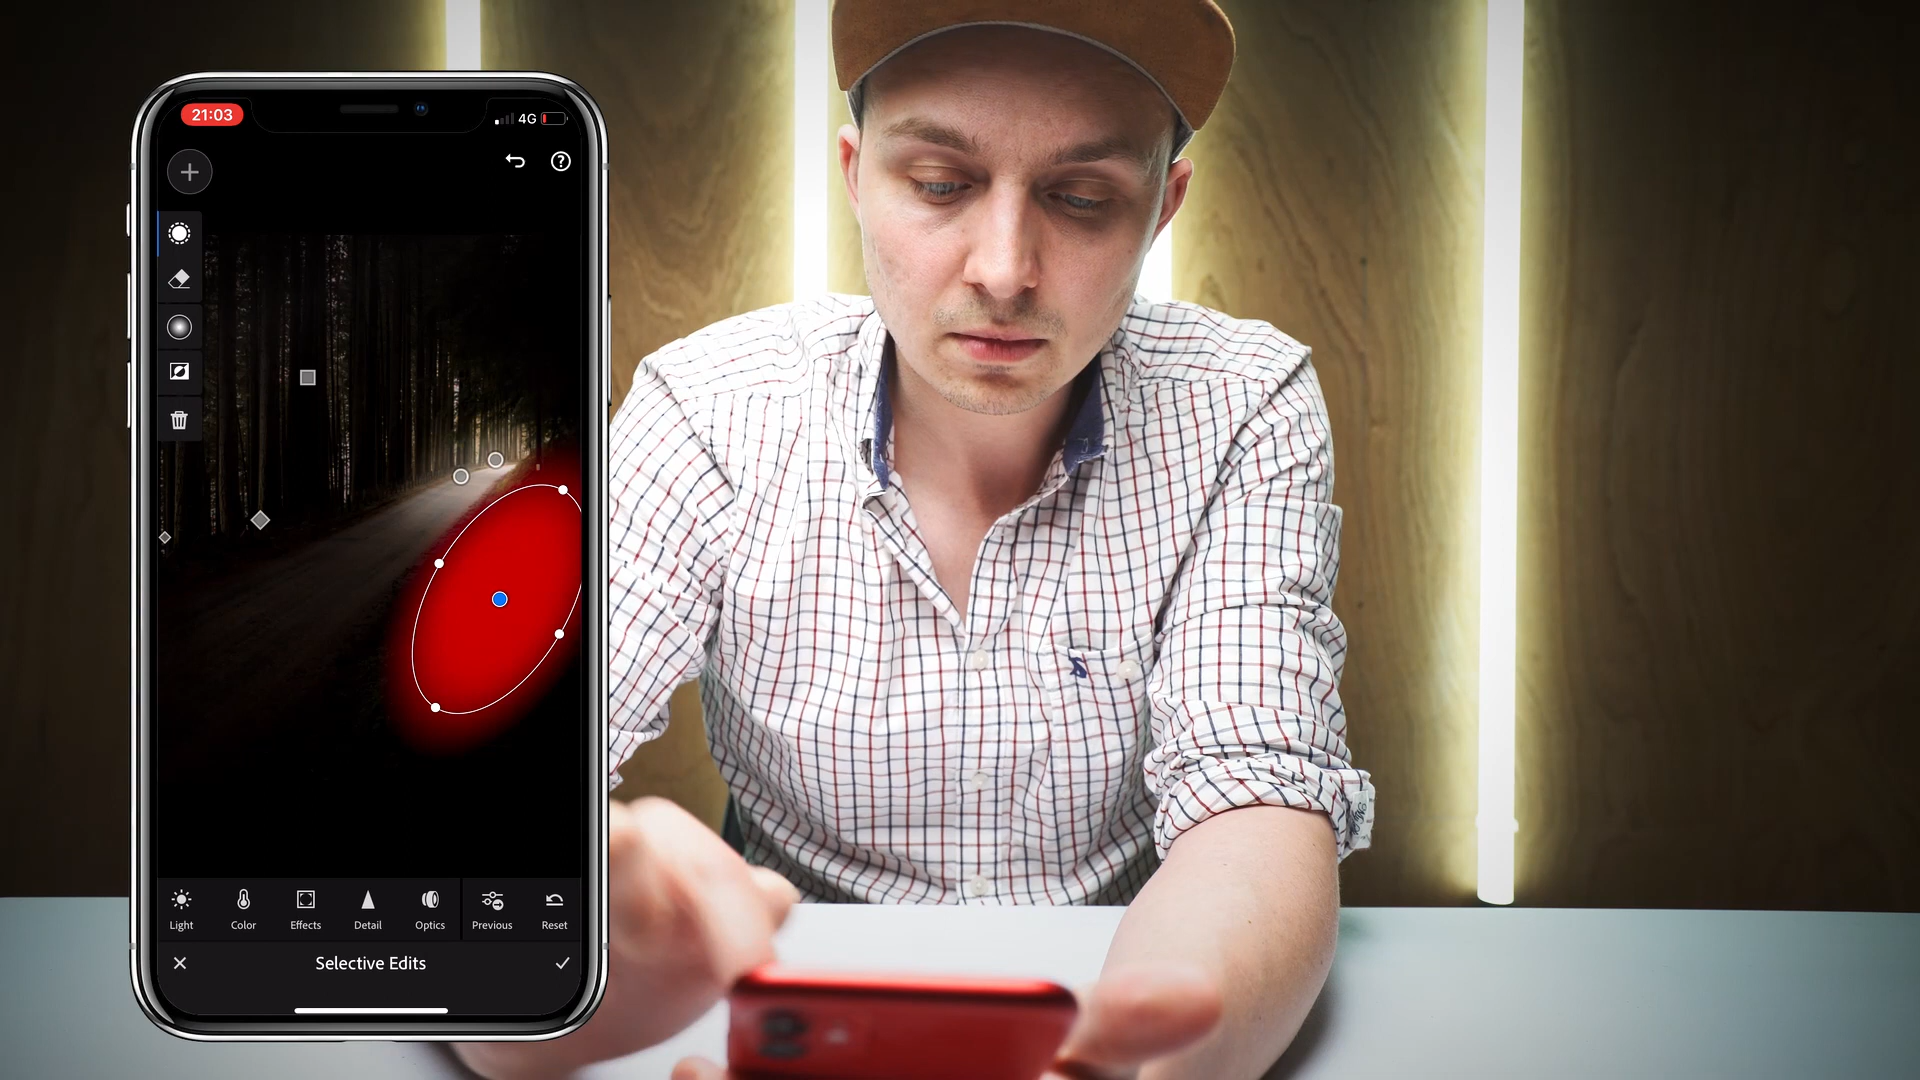 21:03
4G
Light Color Effects Detail Optics Previous Reset
Selective Edits